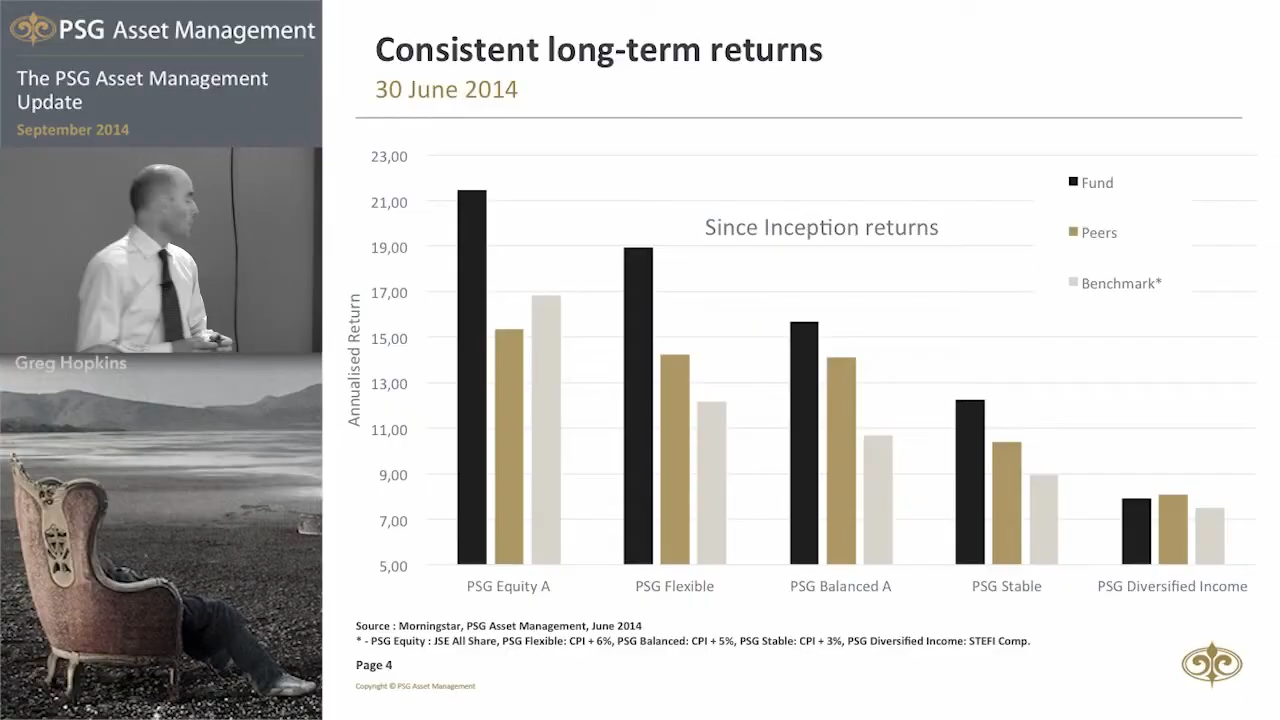 PSG Asset Management
The PSG Asset Management
Update
September 2014
Greg Hopkins
Consistent long-term returns
30 June 2014
23,00
21,00
19,00
17,00
15,00
13,00
11,00
9,00
7,00
5,00
Annualised Return
Since Inception returns
Fund
Peers
Benchmark*
PSG Equity A
PSG Flexible
PSG Balanced A
PSG Stable
PSG Diversified Income
Source : Morningstar, PSG Asset Management, June 2014
* - PSG Equity : JSE All Share, PSG Flexible: CPI + 6%, PSG Balanced: CPI + 5%, PSG Stable: CPI + 3%, PSG Diversified Income: STEFI Comp.
Page 4
Copyright © PSG Asset Management